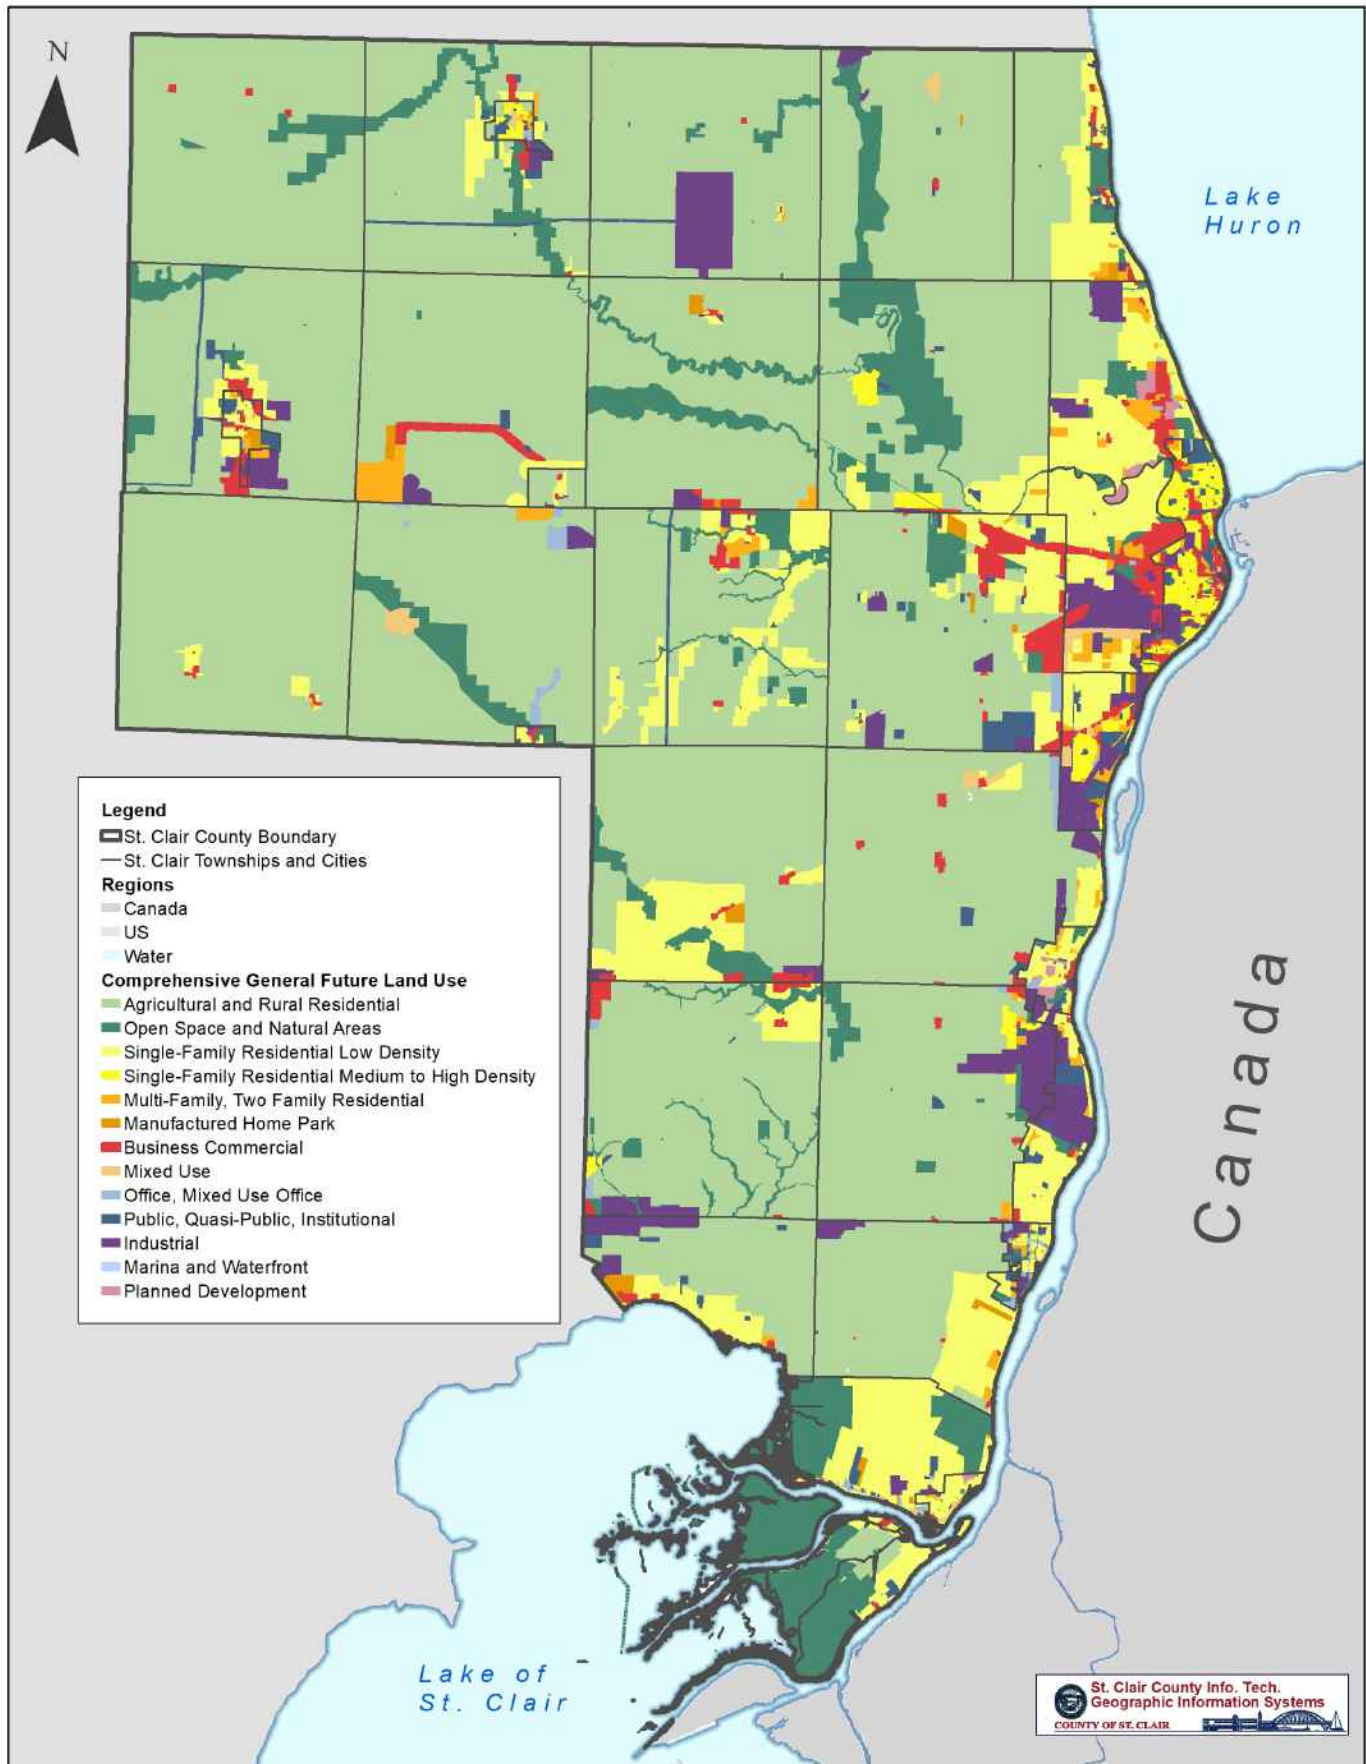 N
Lake
Huron
Legend
St. Clair County Boundary
St. Clair Townships and Cities
Regions
Canada
US
Water
Comprehensive General Future Land Use
Agricultural and Rural Residential
Open Space and Natural Areas
Single-Family Residential Low Density
Single-Family Residential Medium to High Density
Multi-Family, Two Family Residential
Manufactured Home Park
Business Commercial
Mixed Use
Office, Mixed Use Office
Public, Quasi-Public, Institutional
Industrial
Marina and Waterfront
Planned Development
Canada
Lake of
St. Clair
St. Clair County Info. Tech.
Geographic Information Systems
COUNTY OF ST. CLAIR